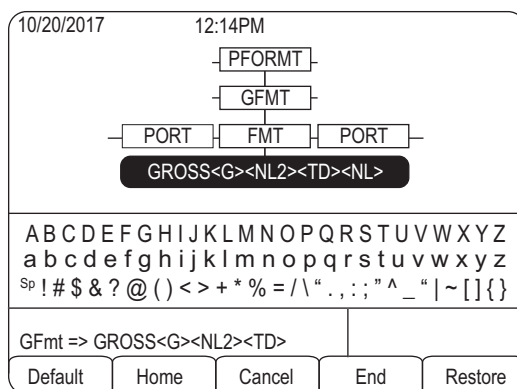 10/20/2017 12:14PM
PFORMT
GFMT
PORT FMT PORT
GROSS<G><NL2><TD><NL>
A B C D E F G H I J K L M N O P Q R S T U V W X Y Z
a b c d e f g h i j k l m n o p q r s t u v w x y z
Sp ! # $ & ? @ ( ) < > + * % = / \ “ . , : ; ” ^ _ “ | ~ [ ] { }
GFmt => GROSS<G><NL2><TD>
Default Home Cancel End Restore